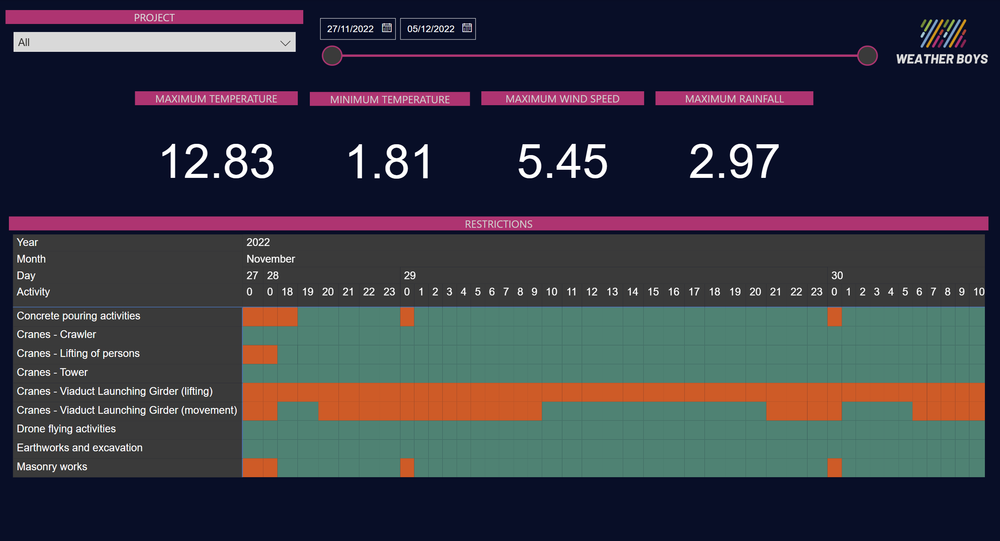 PROJECT
All
27/11/2022 05/12/2022
WEATHER BOYS
MAXIMUM TEMPERATURE MINIMUM TEMPERATURE MAXIMUM WIND SPEED MAXIMUM RAINFALL
12.83 1.81 5.45 2.97
RESTRICTIONS
Year 2022
Month November
Day 27 28 29 30
Activity 0 0 18 19 20 21 22 23 0 1 2 3 4 5 6 7 8 9 10 11 12 13 14 15 16 17 18 19 20 21 22 23 0 1 2 3 4 5 6 7 8 9 10
Concrete pouring activities
Cranes - Crawler
Cranes - Lifting of persons
Cranes - Tower
Cranes - Viaduct Launching Girder (lifting)
Cranes - Viaduct Launching Girder (movement)
Drone flying activities
Earthworks and excavation
Masonry works